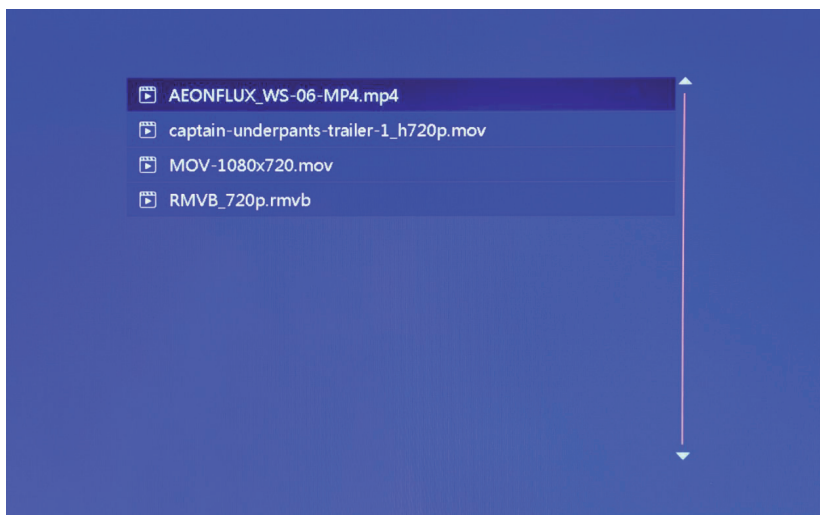 AEONFLUX_WS-06-MP4.mp4
captain-underpants-trailer-1_h720p.mov
MOV-1080x720.mov
RMVB_720p.rmvb